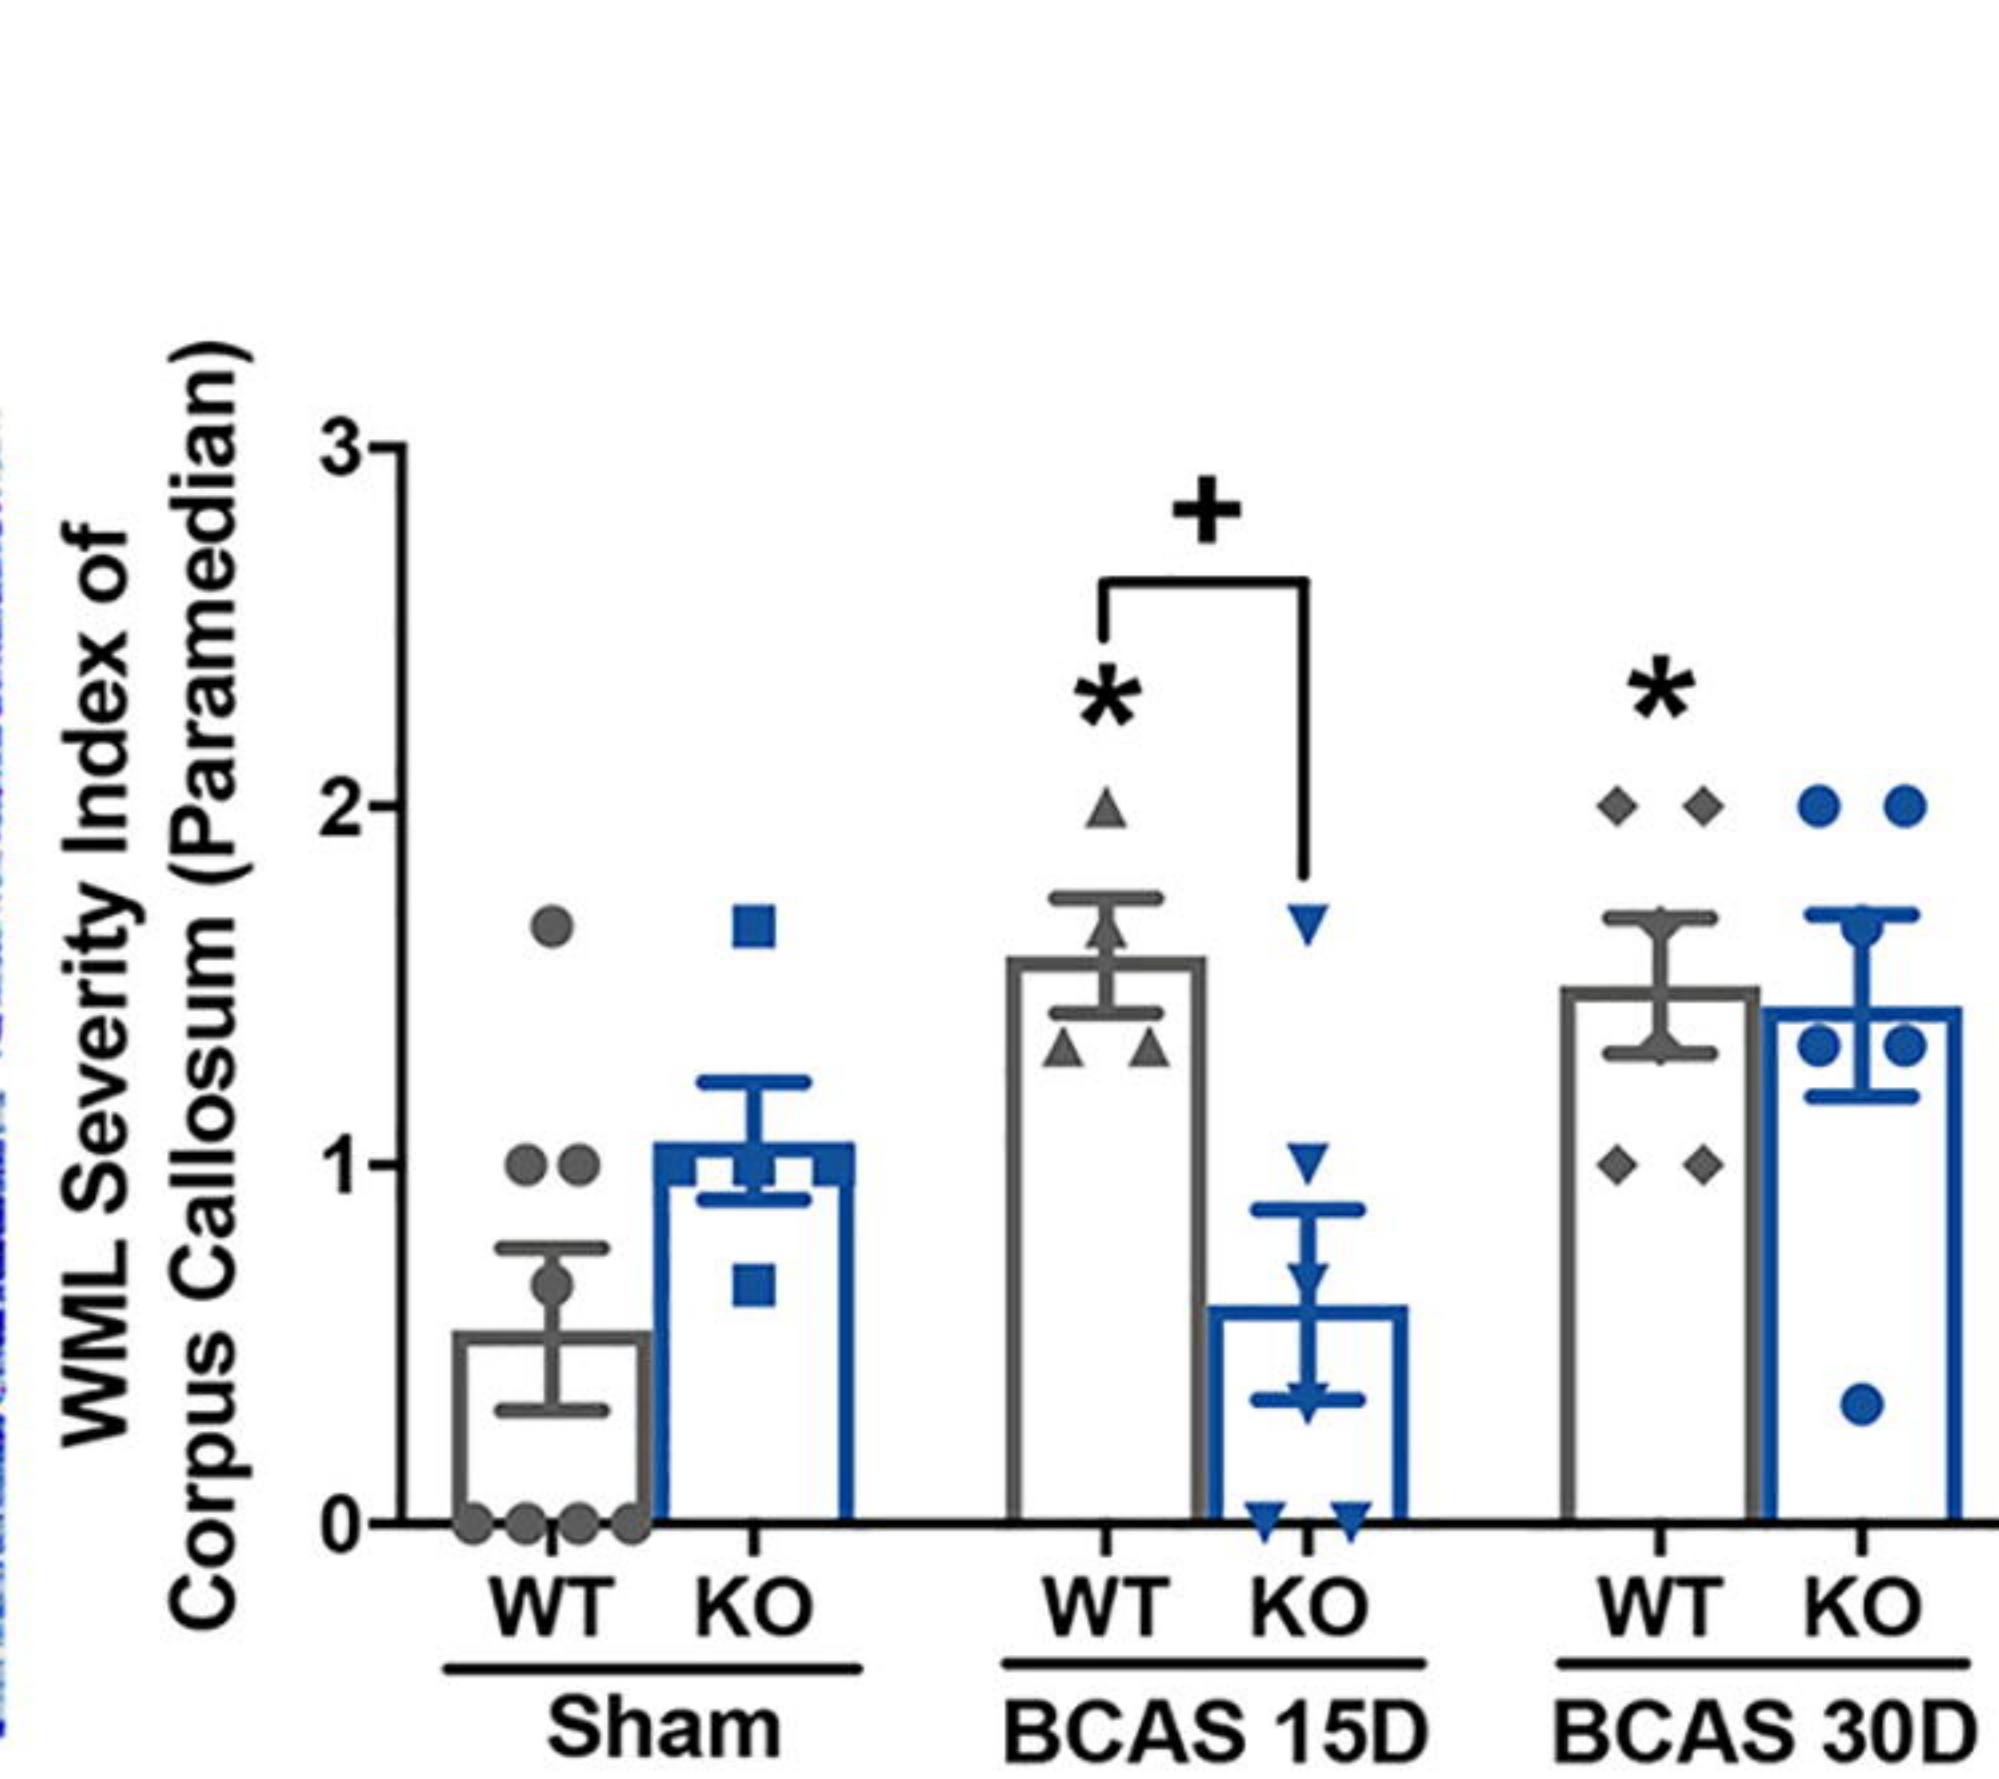 WML Severity Index of
Corpus Callosum (Paramedian)
3
2
1
0
+
*
*
WT KO WT KO WT KO
Sham BCAS 15D BCAS 30D